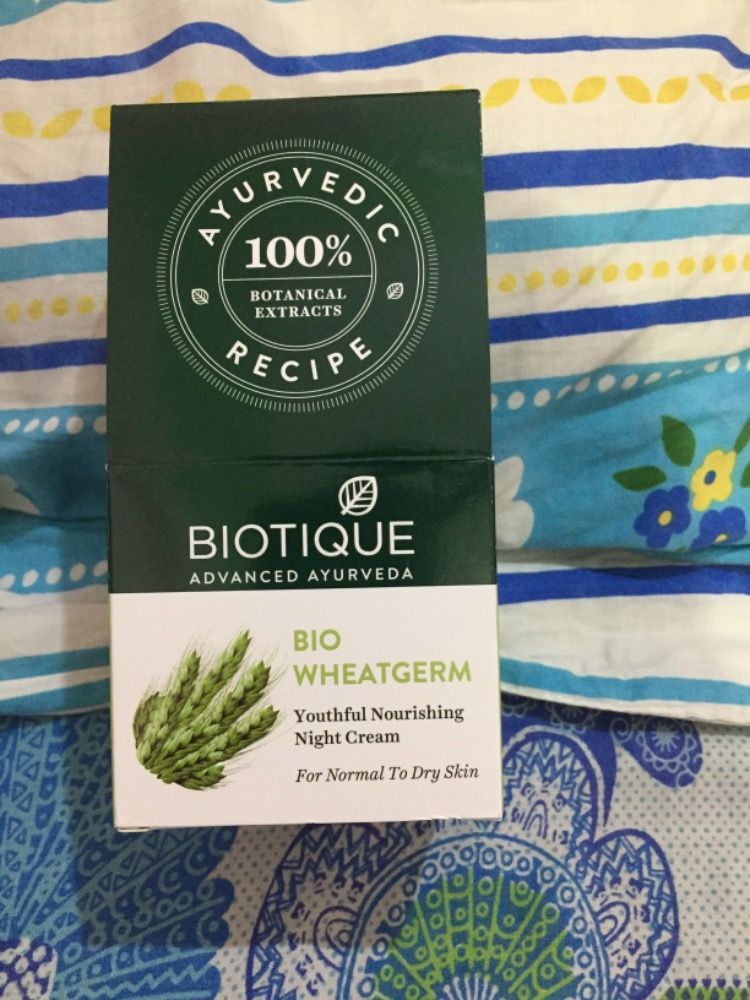 AYURVEDIC
100%
BOTANICAL
EXTRACTS
RECIPE
BIOTIQUE
ADVANCED AYURVEDA
BIO
WHEATGERM
Youthful Nourishing
Night Cream
For Normal To Dry Skin